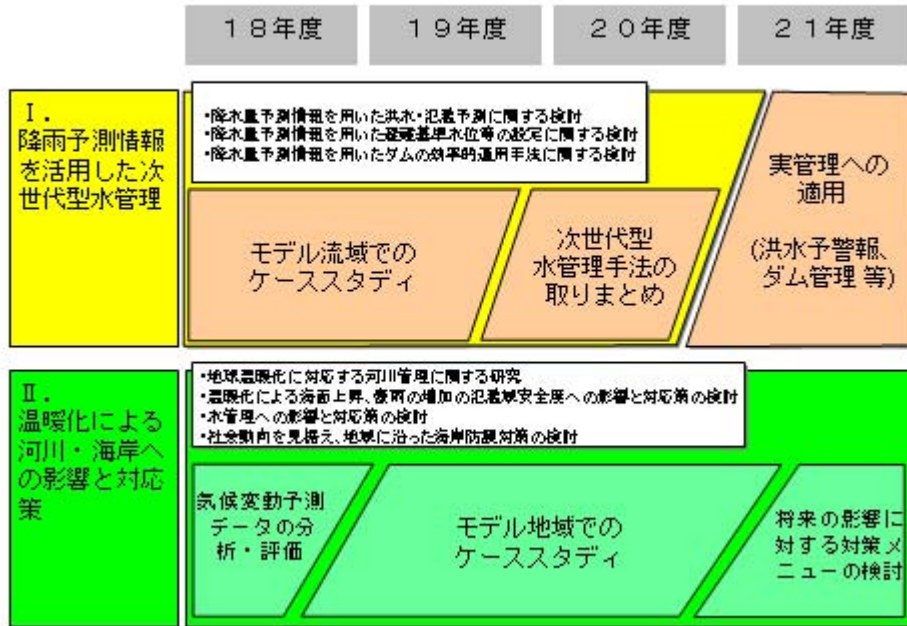 18年度
19年度
20年度
21年度
Ⅰ.
降雨予測情報
を活用した次
世代型水管理
・降水量予測情報を用いた洪水・氾濫予測に関する検討
・降水量予測情報を用いた避難基準水位等の設定に関する検討
・降水量予測情報を用いたダムの効率的運用手法に関する検討
モデル流域での
ケーススタディ
次世代型
水管理手法の
取りまとめ
実管理への
適用
(洪水予警報、
ダム管理 等)
Ⅱ.
温暖化による
河川・海岸へ
の影響と対応
策
・地球温暖化に対応する河川管理に関する研究
・温暖化による海面上昇、豪雨の増加の氾濫域安全度への影響と対応策の検討
・水管理への影響と対応策の検討
・社会動向を見据え、地域に沿った海岸防護対策の検討
気候変動予測
データの分
析・評価
モデル地域での
ケーススタディ
将来の影響に
対する対策メ
ニューの検討